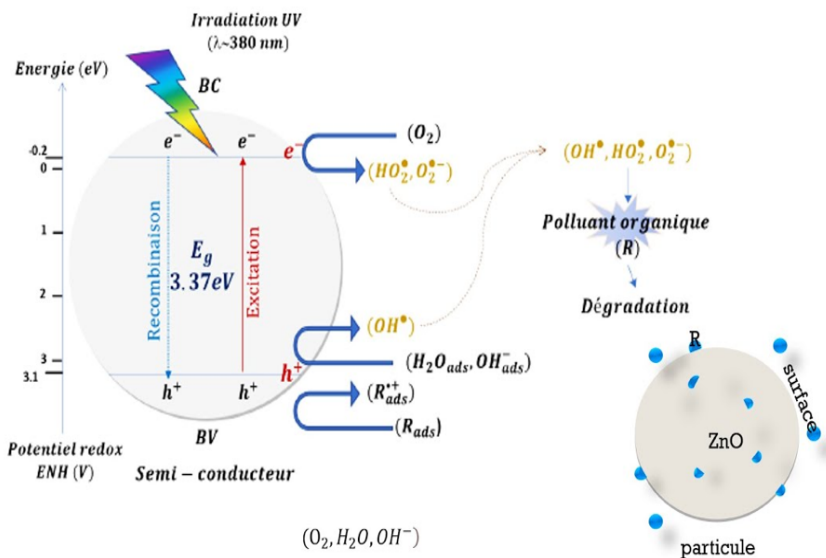 Irradiation UV
(λ~380 nm)
Energie (eV)
BC
e⁻ e⁻ e⁻ (O₂)
-0.2
0
(HO₂•, O₂•⁻)
(OH•, HO₂•, O₂•⁻)
Polluant organique
(R)
Dégradation
1
2
3
3.1
Recombinaison
E_g
3.37eV
Excitation
(OH•)
(H₂O_ads, OH⁻_ads)
h⁺ h⁺ h⁺
(R•⁺_ads)
(R_ads)
BV
Potentiel redox
ENH (V)
Semi − conducteur
R
surface
ZnO
particule
(O₂, H₂O, OH⁻)